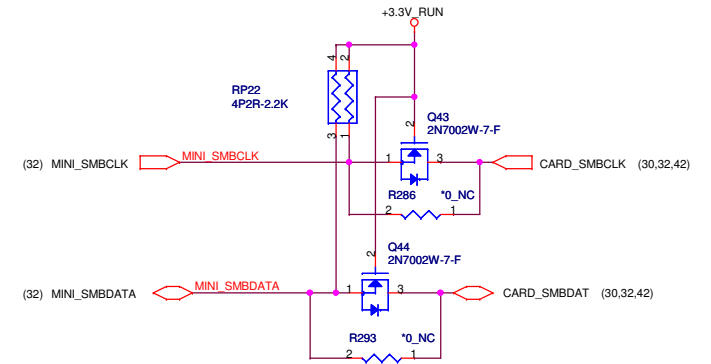 +3.3V_RUN
4 2
RP22
4P2R-2.2K
3 1
2
Q43
2N7002W-7-F
(32) MINI_SMBCLK MINI_SMBCLK 1 3 CARD_SMBCLK (30,32,42)
R286 *0_NC
2 1
2
Q44
2N7002W-7-F
(32) MINI_SMBDATA MINI_SMBDATA 1 3 CARD_SMBDAT (30,32,42)
R293 *0_NC
2 1